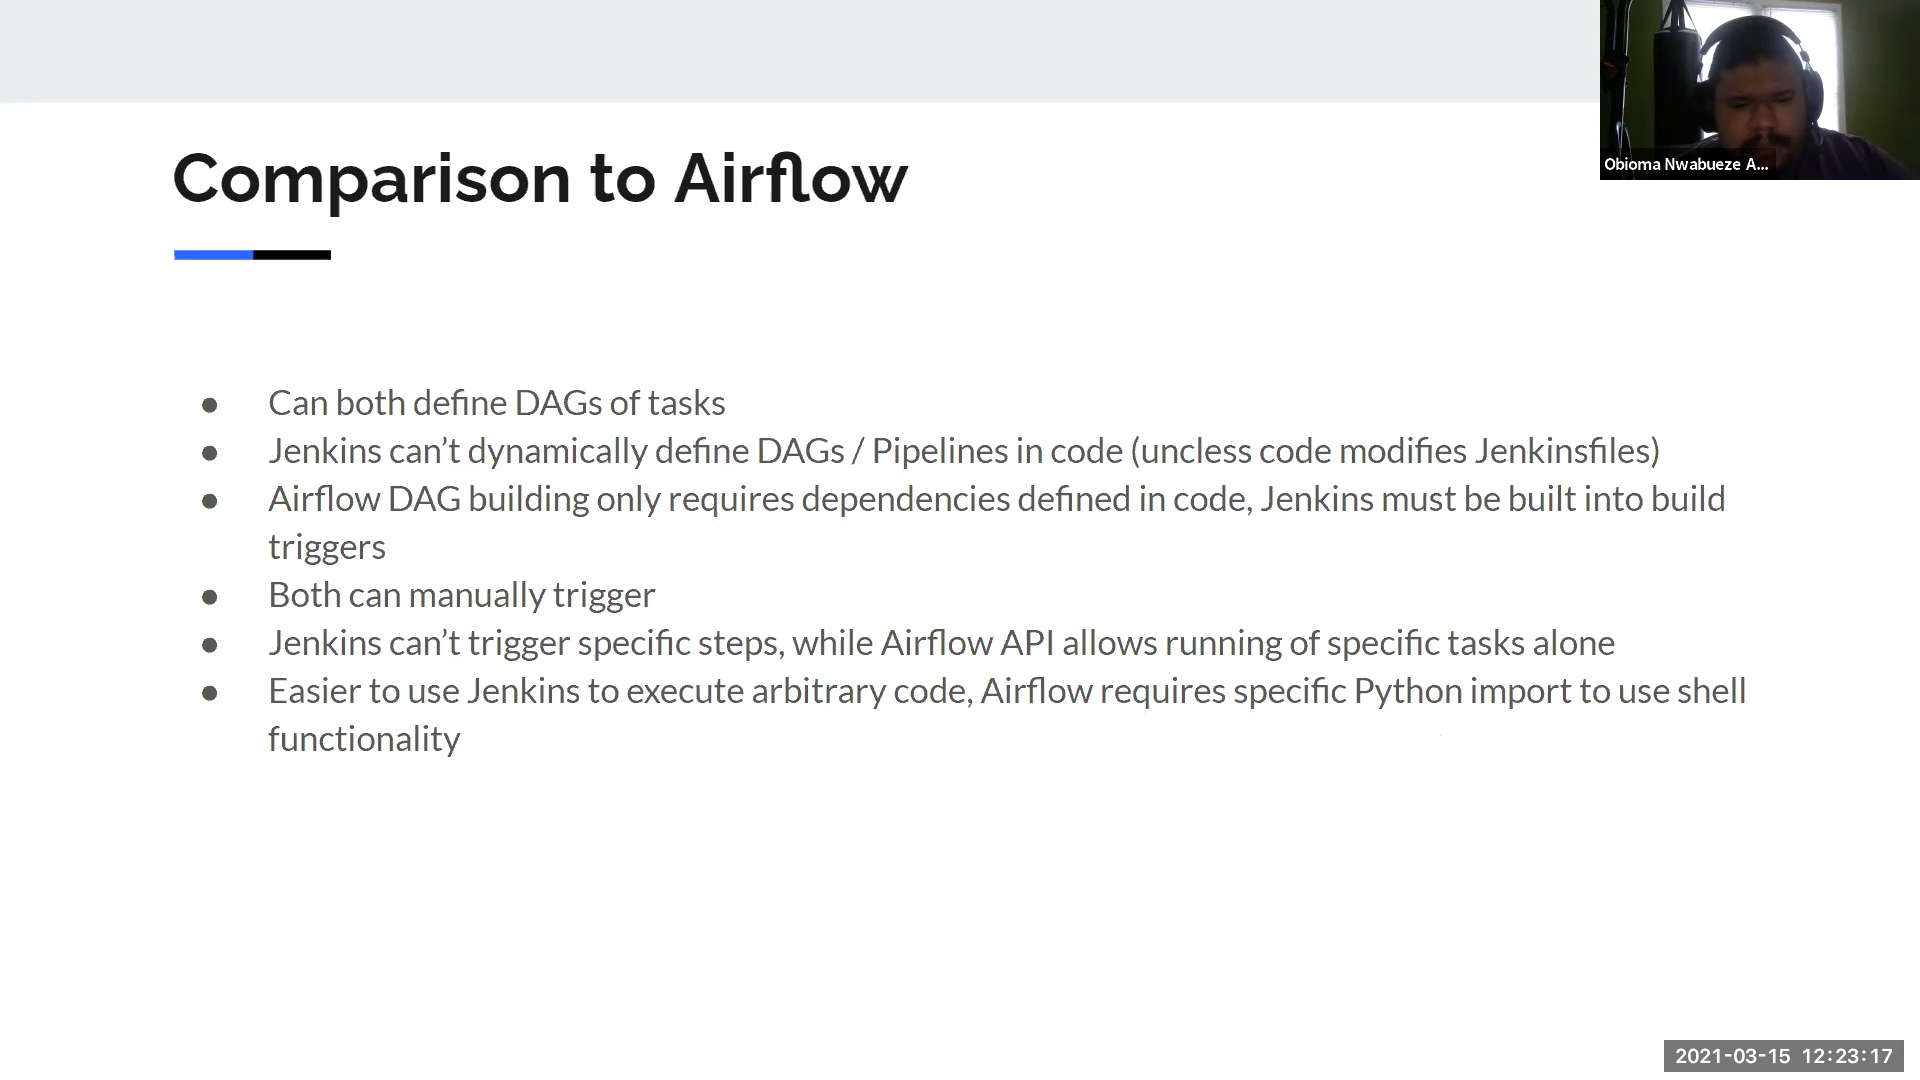 Obioma Nwabueze A...
Comparison to Airflow
● Can both define DAGs of tasks
● Jenkins can’t dynamically define DAGs / Pipelines in code (uncless code modifies Jenkinsfiles)
● Airflow DAG building only requires dependencies defined in code, Jenkins must be built into build
triggers
● Both can manually trigger
● Jenkins can’t trigger specific steps, while Airflow API allows running of specific tasks alone
● Easier to use Jenkins to execute arbitrary code, Airflow requires specific Python import to use shell
functionality
2021-03-15 12:23:17